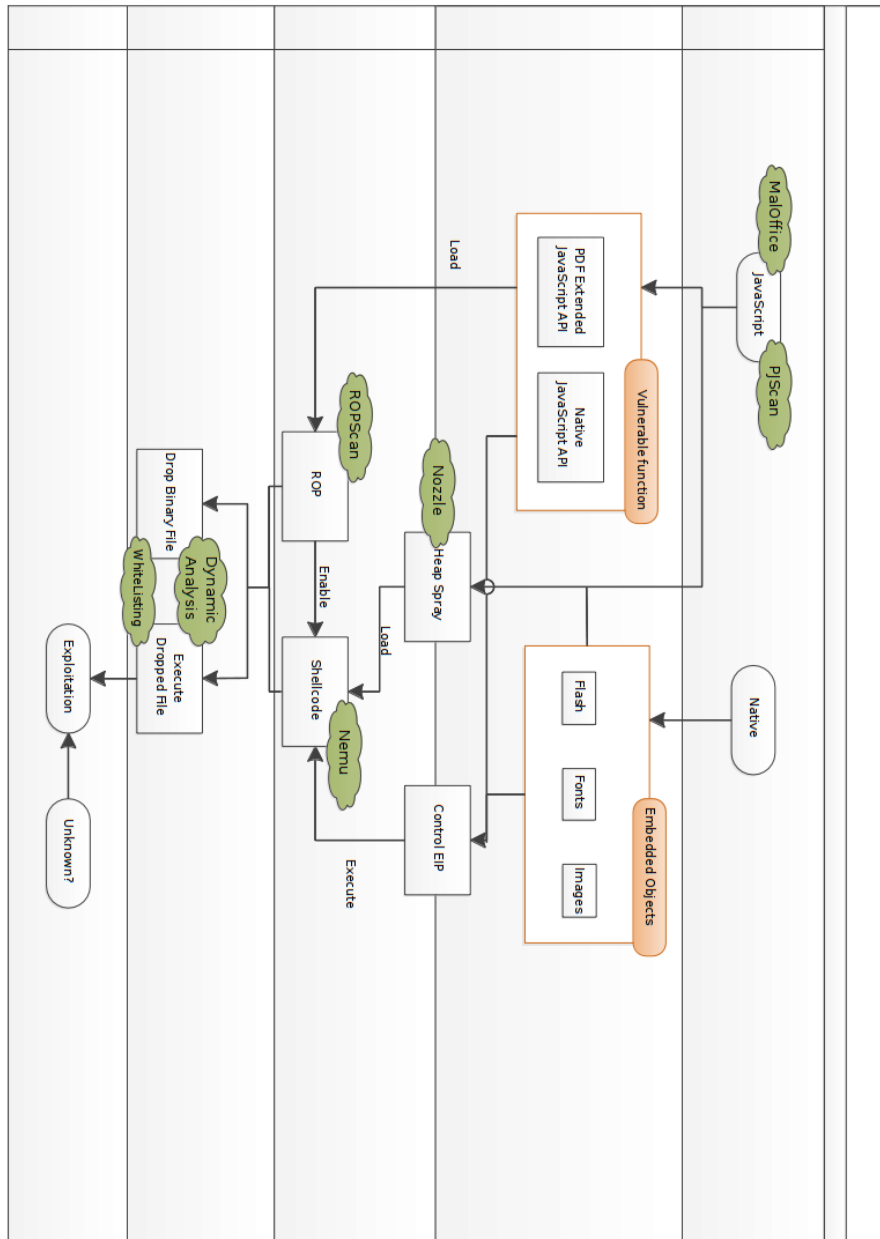 MalOffice
JavaScript
PJScan
Native
Vulnerable function
PDF Extended
JavaScript API
Native
JavaScript API
Embedded Objects
Flash
Fonts
Images
Load
Nozzle
Heap Spray
Control EIP
Load
Execute
ROPScan
ROP
Enable
Shellcode
Nemu
Drop Binary File
Dynamic
Analysis
WhiteListing
Execute
Dropped File
Exploitation
Unknown?